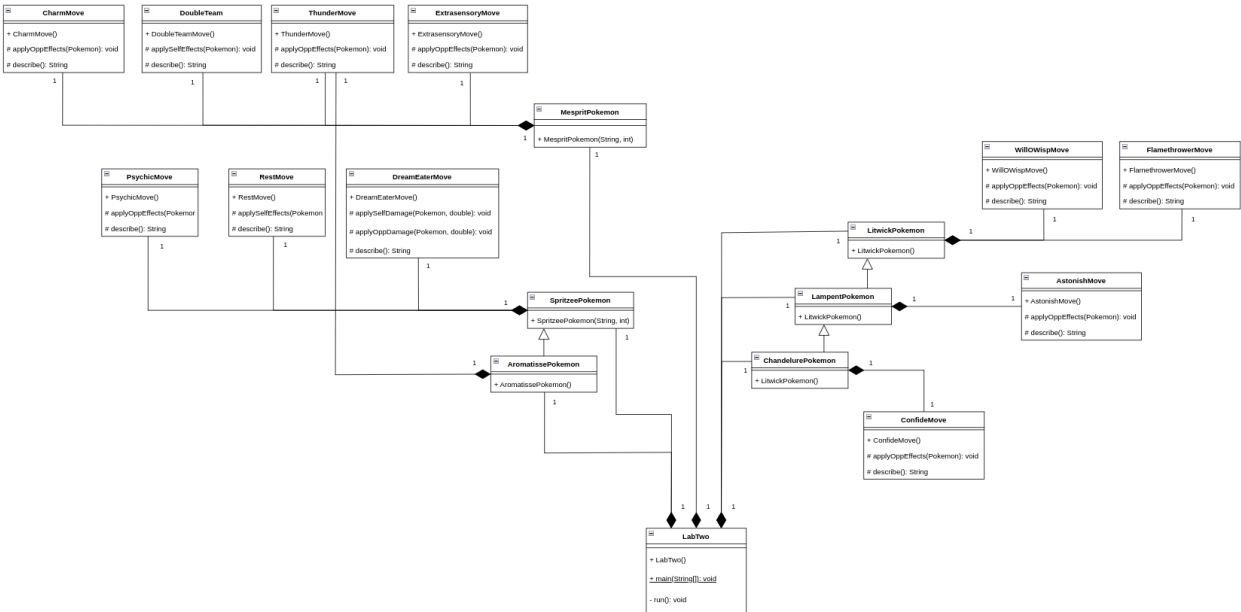 CharmMove
+ CharmMove()
# applyOppEffects(Pokemon): void
# describe(): String
1
DoubleTeam
+ DoubleTeamMove()
# applySelfEffects(Pokemon): void
# describe(): String
1
ThunderMove
+ ThunderMove()
# applyOppEffects(Pokemon): void
# describe(): String
1
1
ExtrasensoryMove
+ ExtrasensoryMove()
# applyOppEffects(Pokemon): void
# describe(): String
1
MespritPokemon
+ MespritPokemon(String, int)
1
1
PsychicMove
+ PsychicMove()
# applyOppEffects(Pokemor
# describe(): String
1
RestMove
+ RestMove()
# applySelfEffects(Pokemon
# describe(): String
1
DreamEaterMove
+ DreamEaterMove()
# applySelfDamage(Pokemon, double): void
# applyOppDamage(Pokemon, double): void
# describe(): String
1
WillOWispMove
+ WillOWispMove()
# applyOppEffects(Pokemon): void
# describe(): String
1
FlamethrowerMove
+ FlamethrowerMove()
# applyOppEffects(Pokemon): void
# describe(): String
1
LitwickPokemon
+ LitwickPokemon()
1
1
LampentPokemon
+ LitwickPokemon()
1
1
1
AstonishMove
+ AstonishMove()
# applyOppEffects(Pokemon): void
# describe(): String
SpritzeePokemon
+ SpritzeePokemon(String, int)
1
1
AromatissePokemon
+ AromatissePokemon()
1
1
ChandelurePokemon
+ LitwickPokemon()
1
1
1
ConfideMove
+ ConfideMove()
# applyOppEffects(Pokemon): void
# describe(): String
1
1
1
LabTwo
+ LabTwo()
+ main(String[]): void
- run(): void